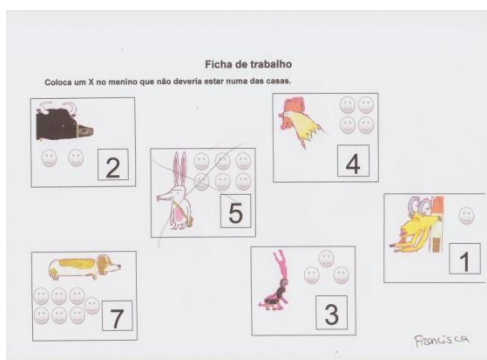 Ficha de trabalho
Coloca um X no menino que não deveria estar numa das casas.
2
4
5
1
7
3
Francisca